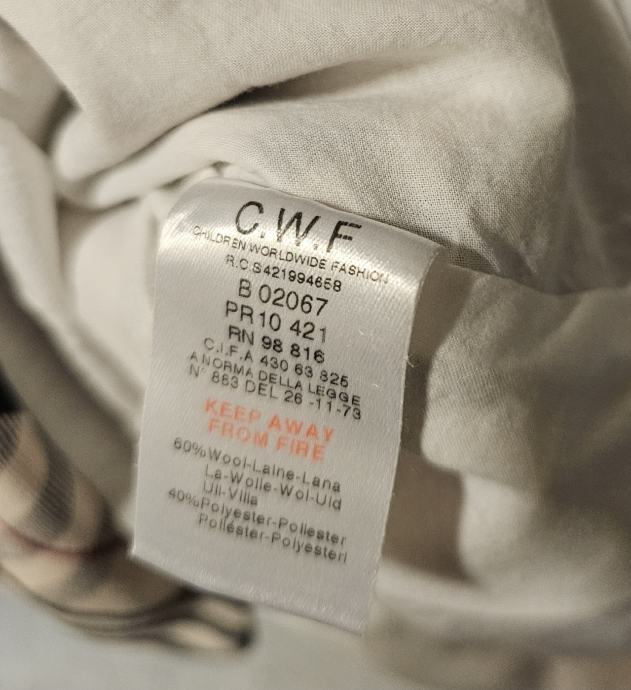 C.W.F
CHILDREN WORLDWIDE FASHION
R.C.S421994658
B 02067
PR10 421
RN 98 816
C.I.F.A 430 63 825
A NORMA DELLA LEGGE
N° 883 DEL 26 -11-73
KEEP AWAY
FROM FIRE
60%Wool-Laine-Lana
La-Wolle-Wol-Uld
Ull-Villa
40%Polyester-Poliester
Poliéster-Polyesteri